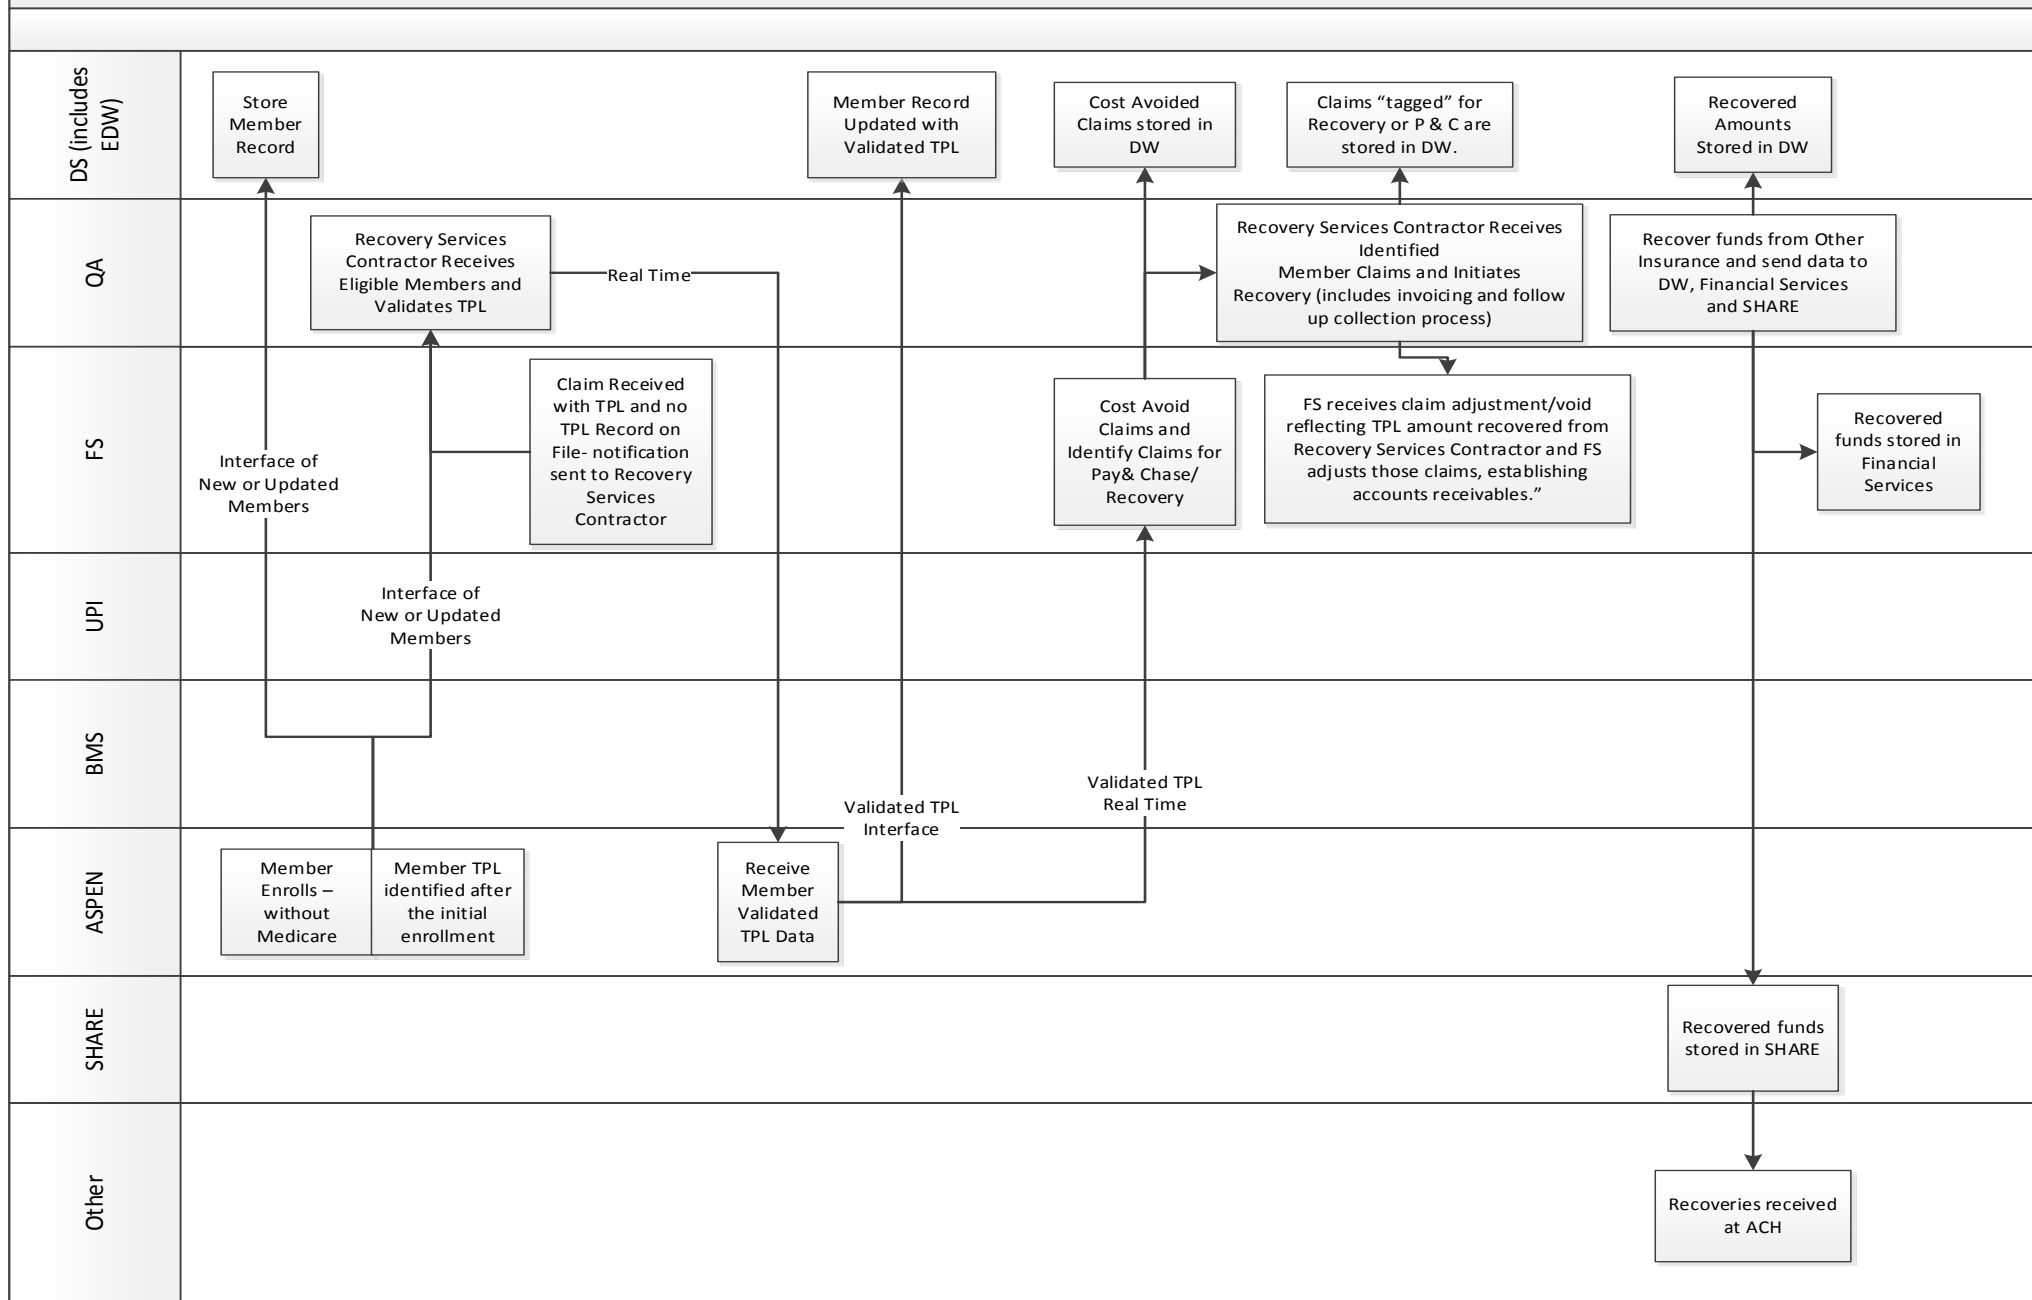 DS (includes
EDW)
Store
Member
Record
Member Record
Updated with
Validated TPL
Cost Avoided
Claims stored in
DW
Claims “tagged” for
Recovery or P & C are
stored in DW.
Recovered
Amounts
Stored in DW
QA
Recovery Services
Contractor Receives
Eligible Members and
Validates TPL
Real Time
Recovery Services Contractor Receives
Identified
Member Claims and Initiates
Recovery (includes invoicing and follow
up collection process)
Recover funds from Other
Insurance and send data to
DW, Financial Services
and SHARE
FS
Interface of
New or Updated
Members
Claim Received
with TPL and no
TPL Record on
File- notification
sent to Recovery
Services
Contractor
Cost Avoid
Claims and
Identify Claims for
Pay& Chase/
Recovery
FS receives claim adjustment/void
reflecting TPL amount recovered from
Recovery Services Contractor and FS
adjusts those claims, establishing
accounts receivables.”
Recovered
funds stored in
Financial
Services
UPI
Interface of
New or Updated
Members
BMS
Validated TPL
Interface
Validated TPL
Real Time
ASPEN
Member
Enrolls –
without
Medicare
Member TPL
identified after
the initial
enrollment
Receive
Member
Validated
TPL Data
SHARE
Recovered funds
stored in SHARE
Other
Recoveries received
at ACH